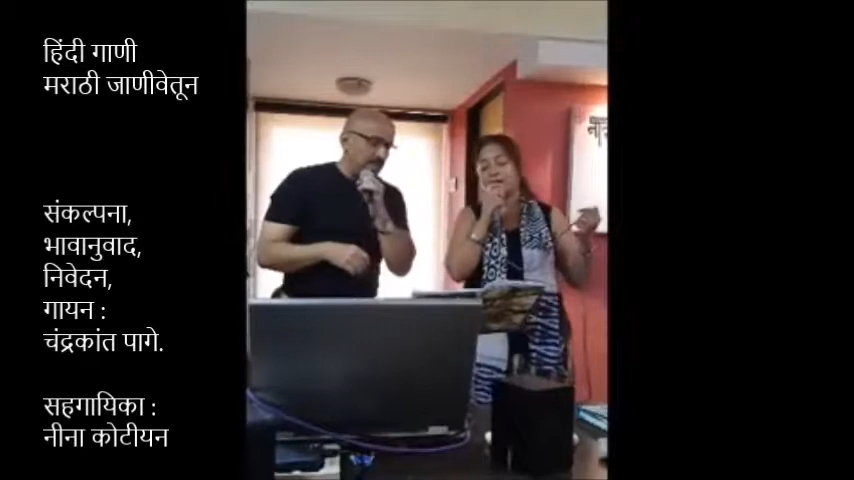 हिंदी गाणी
मराठी जाणीवेतून
संकल्पना,
भावानुवाद,
निवेदन,
गायन :
चंद्रकांत पागे.
सहगायिका :
नीना कोटीयन